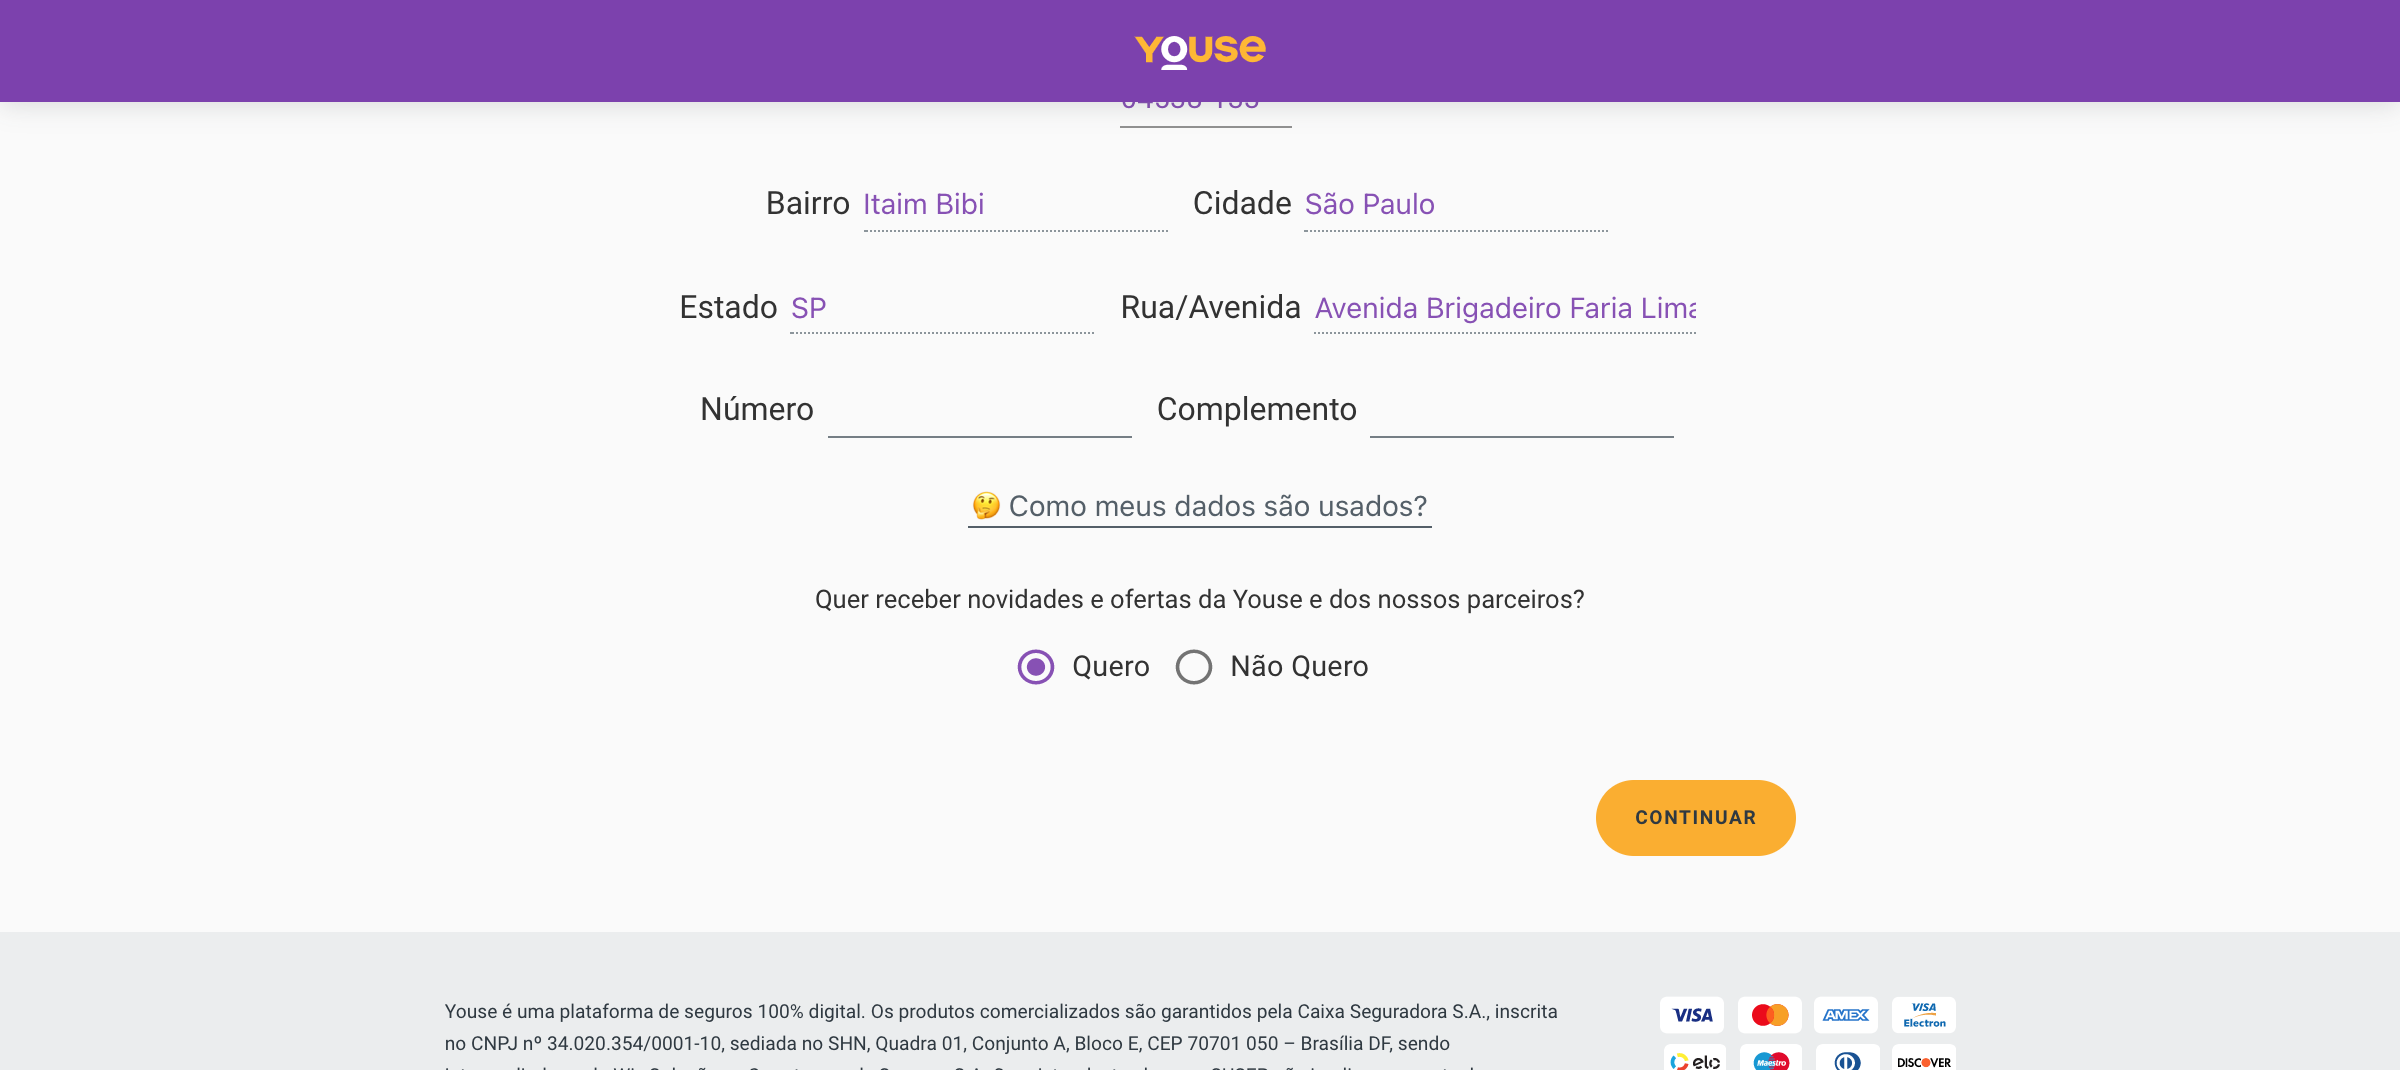 youse
Bairro Itaim Bibi Cidade São Paulo
Estado SP Rua/Avenida Avenida Brigadeiro Faria Lima
Número Complemento
🤔 Como meus dados são usados?
Quer receber novidades e ofertas da Youse e dos nossos parceiros?
Quero Não Quero
CONTINUAR
Youse é uma plataforma de seguros 100% digital. Os produtos comercializados são garantidos pela Caixa Seguradora S.A., inscrita
no CNPJ nº 34.020.354/0001-10, sediada no SHN, Quadra 01, Conjunto A, Bloco E, CEP 70701 050 – Brasília DF, sendo
VISA AMEX VISA Electron
elo Maestro DISCOVER